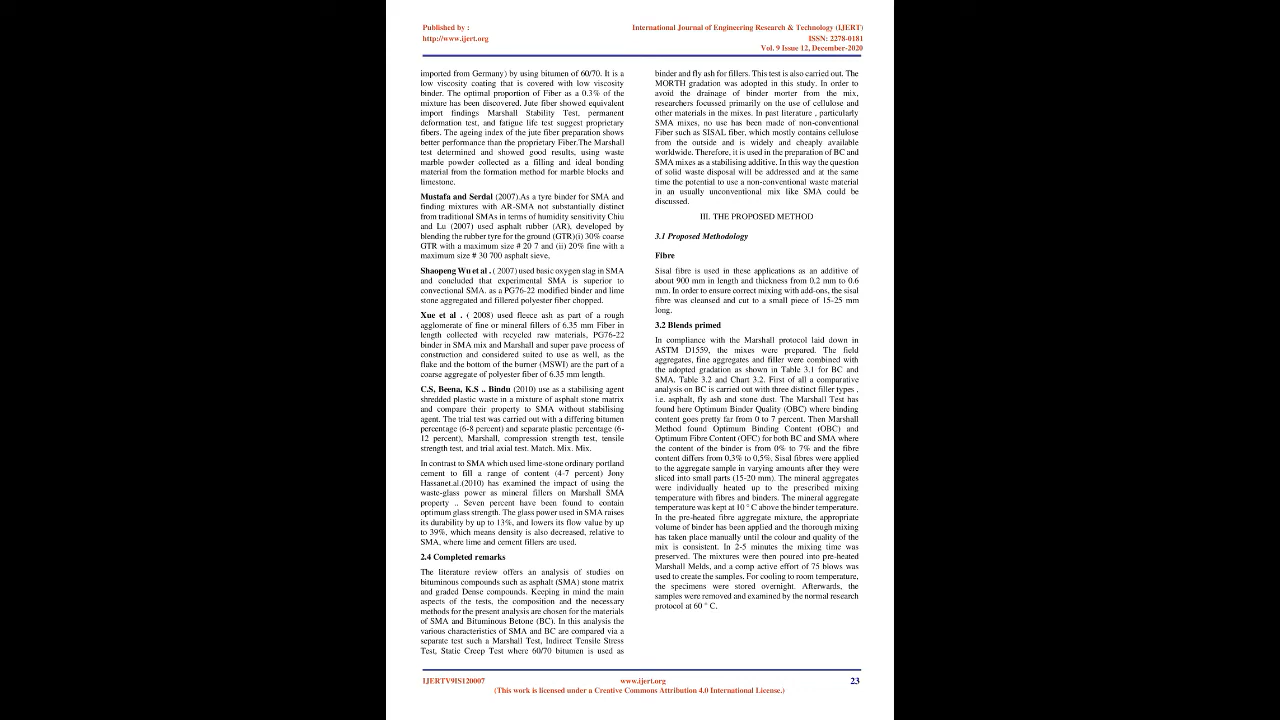 Published by :
http://www.ijert.org
International Journal of Engineering Research & Technology (IJERT)
ISSN: 2278-0181
Vol. 9 Issue 12, December-2020
imported from Germany) by using bitumen of 60/70. It is a
low viscosity coating that is covered with low viscosity
binder. The optimal proportion of Fiber as a 0.3% of the
mixture has been discovered. Jute fiber showed equivalent
import findings Marshall Stability Test, permanent
deformation test, and fatigue life test suggest proprietary
fibers. The ageing index of the jute fiber preparation shows
better performance than the proprietary Fiber.The Marshall
test determined and showed good results, using waste
marble powder collected as a filling and ideal bonding
material from the formation method for marble blocks and
limestone.
Mustafa and Serdal (2007).As a tyre binder for SMA and
finding mixtures with AR-SMA not substantially distinct
from traditional SMAs in terms of humidity sensitivity Chiu
and Lu (2007) used asphalt rubber (AR), developed by
blending the rubber tyre for the ground (GTR)(i) 30% coarse
GTR with a maximum size # 20 7 and (ii) 20% fine with a
maximum size # 30 700 asphalt sieve,
Shaopeng Wu et al . ( 2007) used basic oxygen slag in SMA
and concluded that experimental SMA is superior to
convectional SMA. as a PG76-22 modified binder and lime
stone aggregated and fillered polyester fiber chopped.
Xue et al . ( 2008) used fleece ash as part of a rough
agglomerate of fine or mineral fillers of 6.35 mm Fiber in
length collected with recycled raw materials, PG76-22
binder in SMA mix and Marshall and super pave process of
construction and considered suited to use as well, as the
flake and the bottom of the burner (MSWI) are the part of a
coarse aggregate of polyester fiber of 6.35 mm length.
C.S, Beena, K.S .. Bindu (2010) use as a stabilising agent
shredded plastic waste in a mixture of asphalt stone matrix
and compare their property to SMA without stabilising
agent. The trial test was carried out with a differing bitumen
percentage (6-8 percent) and separate plastic percentage (6-
12 percent), Marshall, compression strength test, tensile
strength test, and trial axial test. Match. Mix. Mix.
In contrast to SMA which used lime-stone ordinary portland
cement to fill a range of content (4-7 percent) Jony
Hassanet.al.(2010) has examined the impact of using the
waste-glass power as mineral fillers on Marshall SMA
property .. Seven percent have been found to contain
optimum glass strength. The glass power used in SMA raises
its durability by up to 13%, and lowers its flow value by up
to 39%, which means density is also decreased, relative to
SMA, where lime and cement fillers are used.
2.4 Completed remarks
The literature review offers an analysis of studies on
bituminous compounds such as asphalt (SMA) stone matrix
and graded Dense compounds. Keeping in mind the main
aspects of the tests, the composition and the necessary
methods for the present analysis are chosen for the materials
of SMA and Bituminous Betone (BC). In this analysis the
various characteristics of SMA and BC are compared via a
separate test such a Marshall Test, Indirect Tensile Stress
Test, Static Creep Test where 60/70 bitumen is used as
binder and fly ash for fillers. This test is also carried out. The
MORTH gradation was adopted in this study. In order to
avoid the drainage of binder morter from the mix,
researchers focussed primarily on the use of cellulose and
other materials in the mixes. In past literature , particularly
SMA mixes, no use has been made of non-conventional
Fiber such as SISAL fiber, which mostly contains cellulose
from the outside and is widely and cheaply available
worldwide. Therefore, it is used in the preparation of BC and
SMA mixes as a stabilising additive. In this way the question
of solid waste disposal will be addressed and at the same
time the potential to use a non-conventional waste material
in an usually unconventional mix like SMA could be
discussed.
III. THE PROPOSED METHOD
3.1 Proposed Methodology
Fibre
Sisal fibre is used in these applications as an additive of
about 900 mm in length and thickness from 0.2 mm to 0.6
mm. In order to ensure correct mixing with add-ons, the sisal
fibre was cleansed and cut to a small piece of 15-25 mm
long.
3.2 Blends primed
In compliance with the Marshall protocol laid down in
ASTM D1559, the mixes were prepared. The field
aggregates, fine aggregates and filler were combined with
the adopted gradation as shown in Table 3.1 for BC and
SMA, Table 3.2 and Chart 3.2. First of all a comparative
analysis on BC is carried out with three distinct filler types ,
i.e. asphalt, fly ash and stone dust. The Marshall Test has
found here Optimum Binder Quality (OBC) where binding
content goes pretty far from 0 to 7 percent. Then Marshall
Method found Optimum Binding Content (OBC) and
Optimum Fibre Content (OFC) for both BC and SMA where
the content of the binder is from 0% to 7% and the fibre
content differs from 0,3% to 0,5%. Sisal fibres were applied
to the aggregate sample in varying amounts after they were
sliced into small parts (15-20 mm). The mineral aggregates
were individually heated up to the prescribed mixing
temperature with fibres and binders. The mineral aggregate
temperature was kept at 10 ° C above the binder temperature.
In the pre-heated fibre aggregate mixture, the appropriate
volume of binder has been applied and the thorough mixing
has taken place manually until the colour and quality of the
mix is consistent. In 2-5 minutes the mixing time was
preserved. The mixtures were then poured into pre-heated
Marshall Melds, and a comp active effort of 75 blows was
used to create the samples. For cooling to room temperature,
the specimens were stored overnight. Afterwards, the
samples were removed and examined by the normal research
protocol at 60 ° C.
IJERTV9IS120007
www.ijert.org
23
(This work is licensed under a Creative Commons Attribution 4.0 International License.)